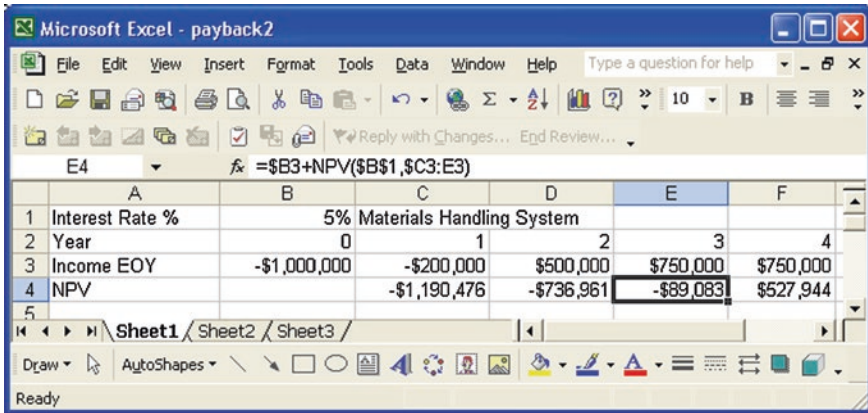 Microsoft Excel - payback2
File Edit View Insert Format Tools Data Window Help Type a question for help
10 B
Reply with Changes... End Review...
E4 fx =$B3+NPV($B$1,$C3:E3)
A B C D E F
1 Interest Rate % 5% Materials Handling System
2 Year 0 1 2 3 4
3 Income EOY -$1,000,000 -$200,000 $500,000 $750,000 $750,000
4 NPV -$1,190,476 -$736,961 -$89,083 $527,944
5
Sheet1 / Sheet2 / Sheet3 /
Draw AutoShapes
Ready